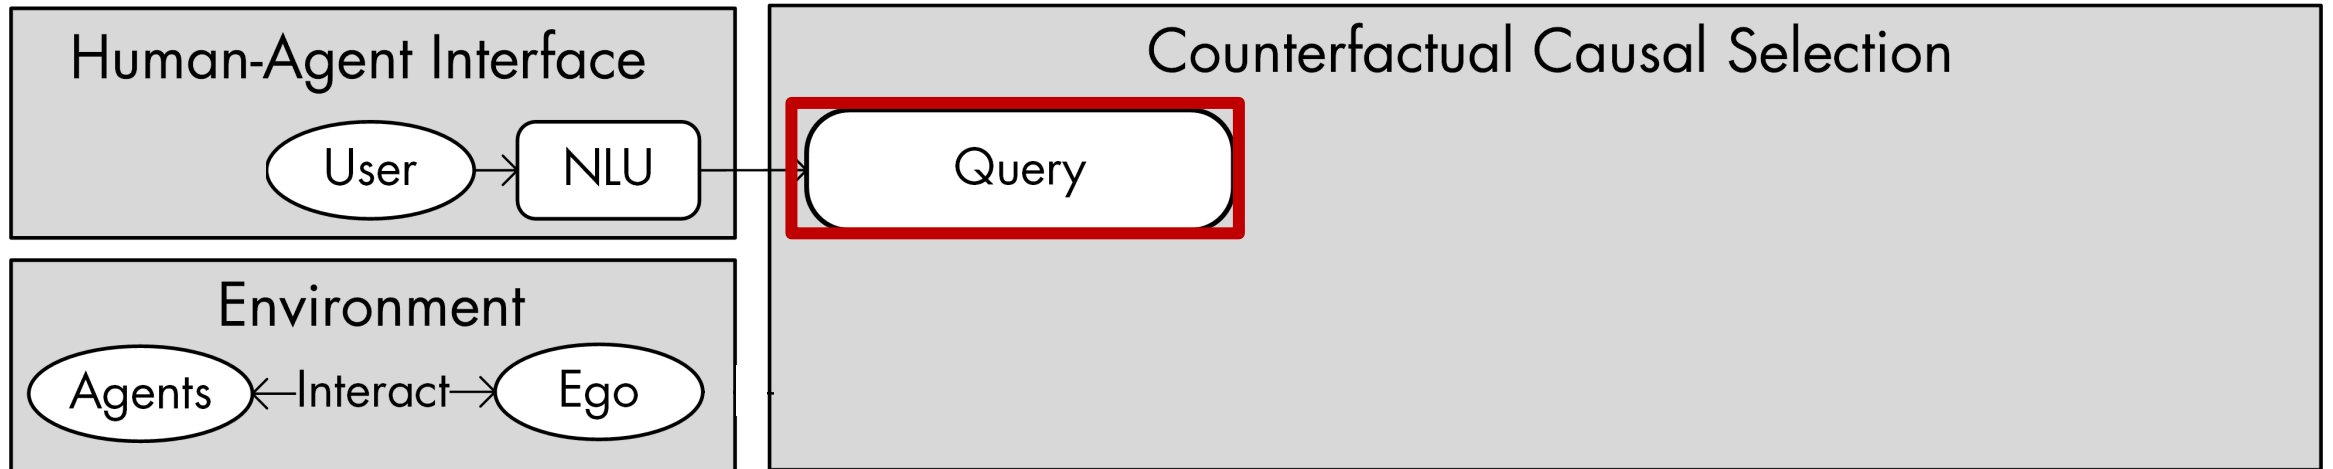 Human-Agent Interface
User
NLU
Environment
Agents
Interact
Ego
Counterfactual Causal Selection
Query